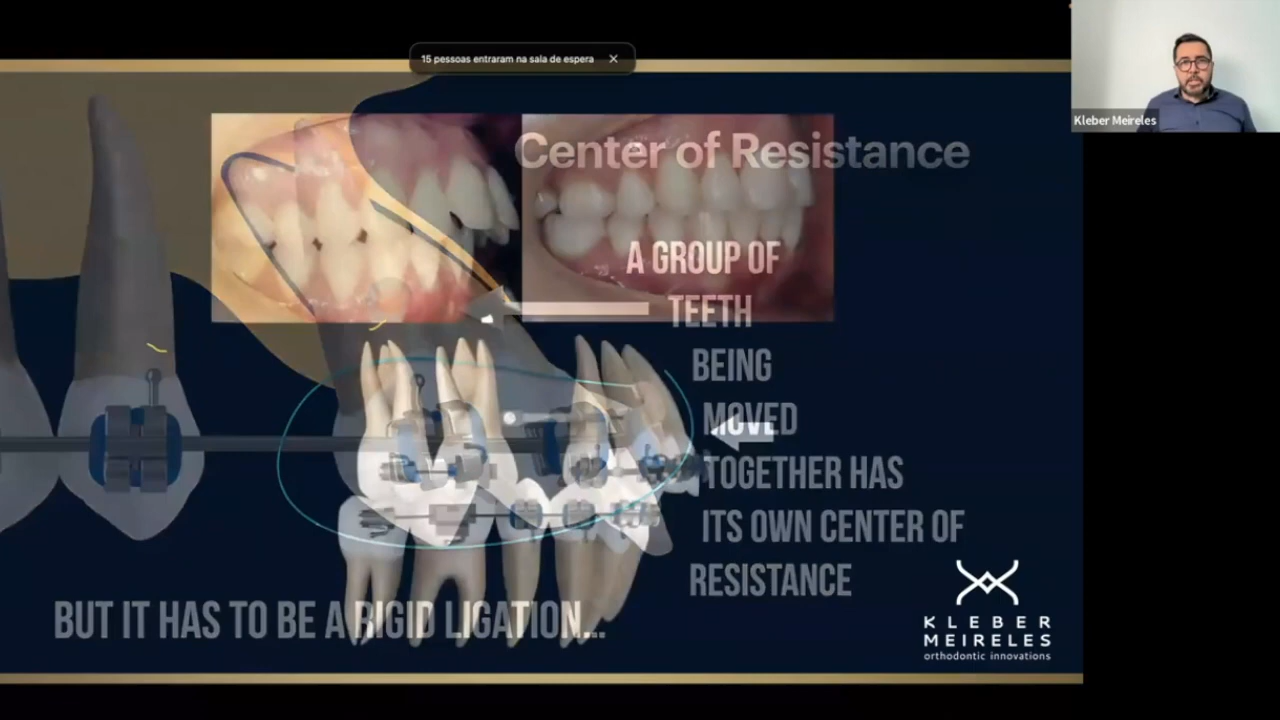 15 pessoas entraram na sala de espera
Kleber Meireles
Center of Resistance
A GROUP OF
TEETH
BEING
MOVED
TOGETHER HAS
ITS OWN CENTER OF
RESISTANCE
BUT IT HAS TO BE A RIGID LIGATION...
KLEBER
MEIRELES
orthodontic innovations